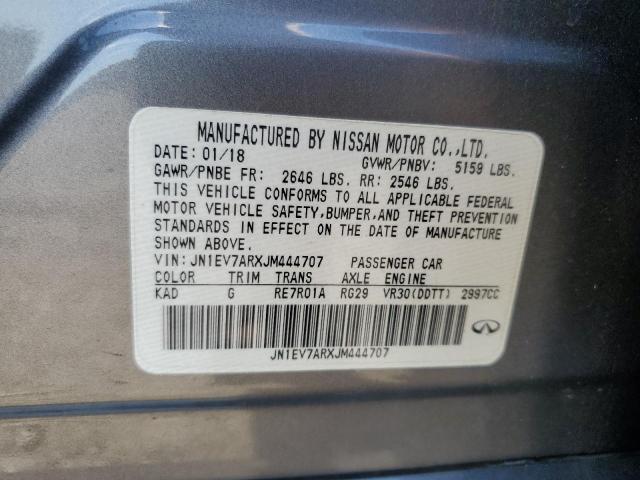 MANUFACTURED BY NISSAN MOTOR CO.,LTD.
DATE: 01/18 GVWR/PNBV: 5159 LBS.
GAWR/PNBE FR: 2646 LBS. RR: 2546 LBS.
THIS VEHICLE CONFORMS TO ALL APPLICABLE FEDERAL
MOTOR VEHICLE SAFETY,BUMPER,AND THEFT PREVENTION
STANDARDS IN EFFECT ON THE DATE OF MANUFACTURE
SHOWN ABOVE.
VIN: JN1EV7ARXJM444707 PASSENGER CAR
COLOR TRIM TRANS AXLE ENGINE
KAD G RE7R01A RG29 VR30(DDTT) 2997CC
JN1EV7ARXJM444707